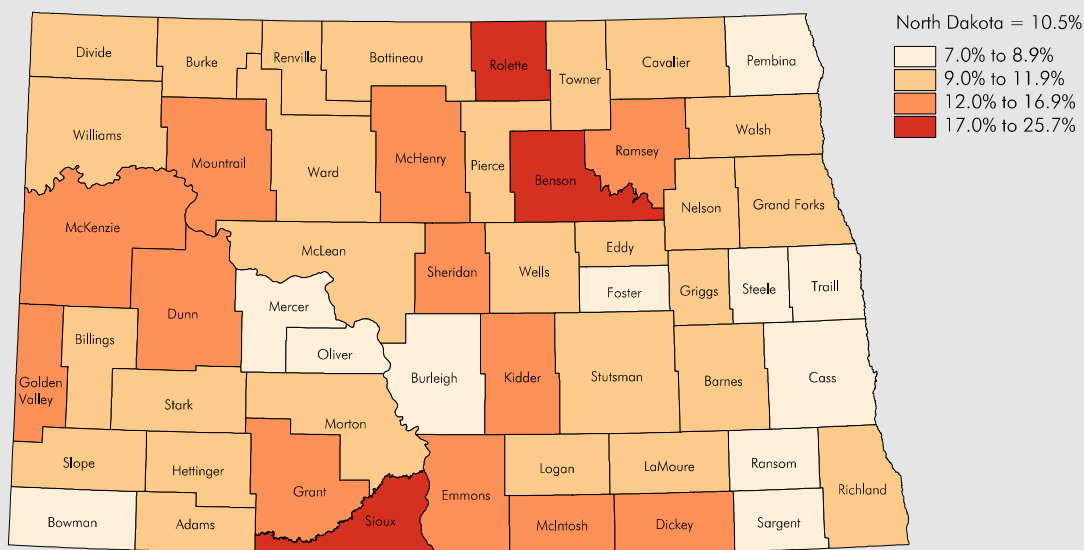 North Dakota = 10.5%
7.0% to 8.9%
9.0% to 11.9%
12.0% to 16.9%
17.0% to 25.7%
Divide
Burke
Renville
Bottineau
Rolette
Towner
Cavalier
Pembina
Williams
Mountrail
Ward
McHenry
Pierce
Benson
Ramsey
Walsh
Nelson
Grand Forks
McKenzie
McLean
Sheridan
Wells
Eddy
Foster
Griggs
Steele
Traill
Dunn
Mercer
Oliver
Billings
Golden
Valley
Stark
Burleigh
Kidder
Stutsman
Barnes
Cass
Morton
Slope
Hettinger
Grant
Emmons
Logan
LaMoure
Ransom
Richland
Bowman
Adams
Sioux
McIntosh
Dickey
Sargent